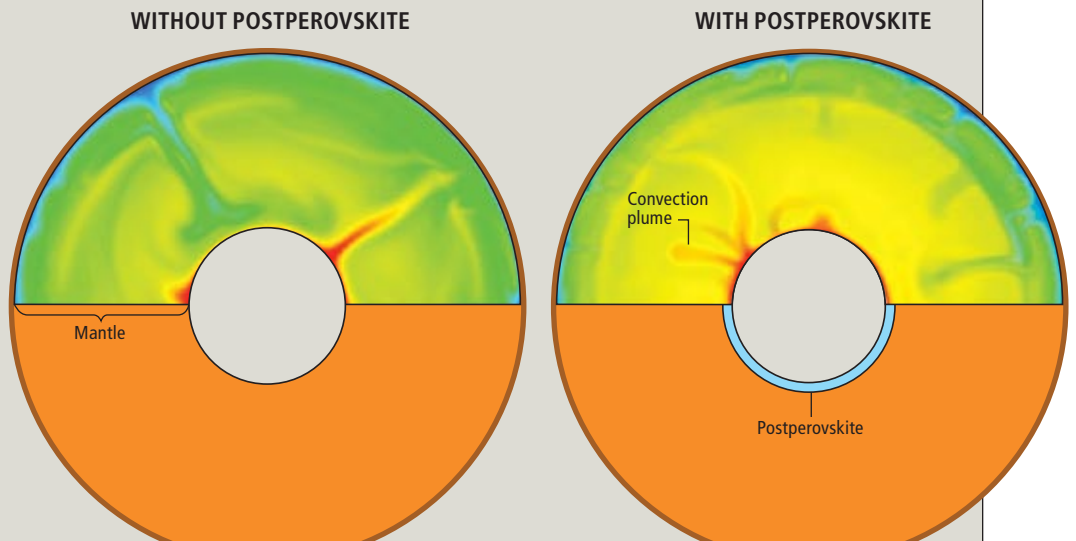 WITHOUT POSTPEROVSKITE
WITH POSTPEROVSKITE
Convection
plume
Mantle
Postperovskite